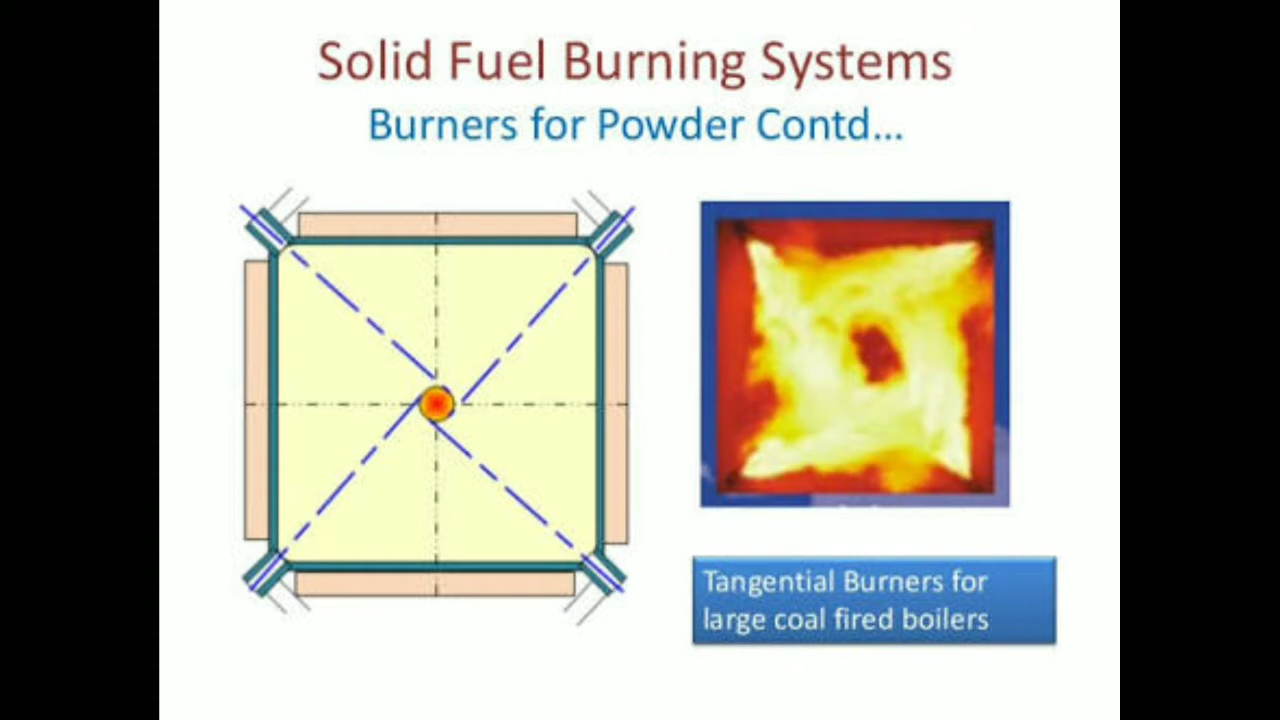 Solid Fuel Burning Systems
Burners for Powder Contd...
Tangential Burners for
large coal fired boilers